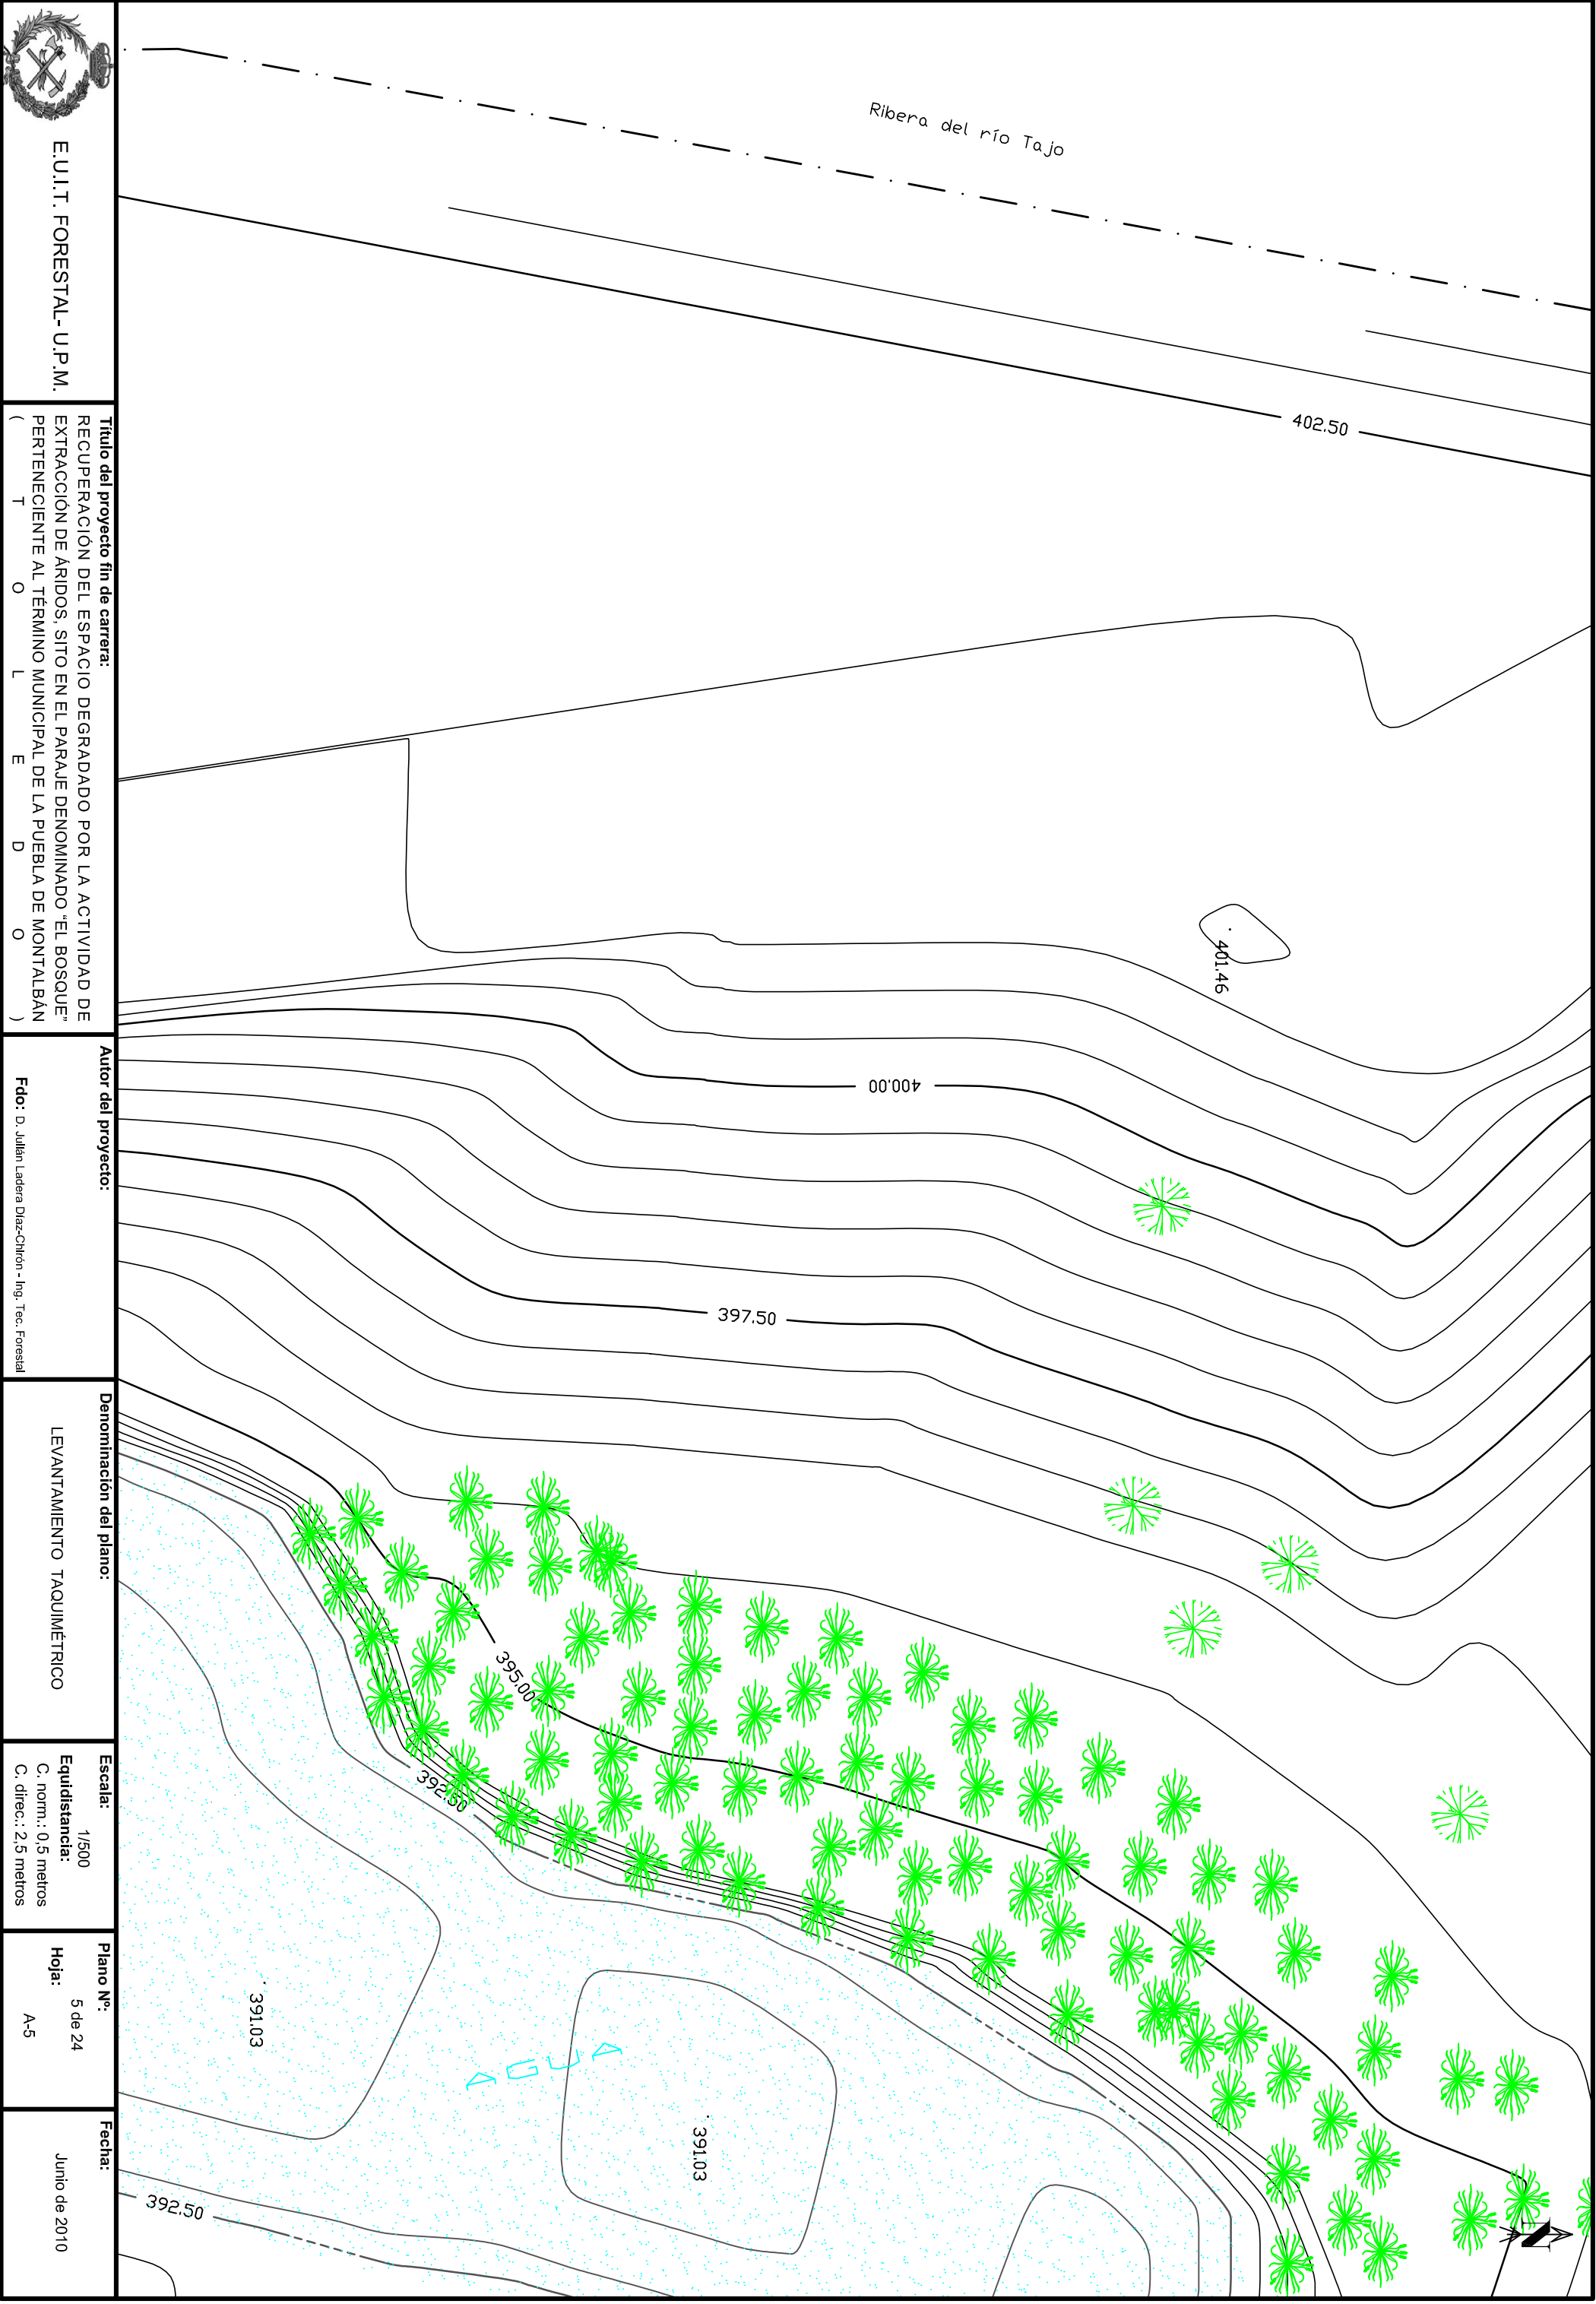 Ribera del río Tajo
402.50
401.46
400.00
397.50
395.00
392.50
391.03
391.03
392.50
N
E.U.I.T. FORESTAL- U.P.M.
Título del proyecto fin de carrera:
RECUPERACIÓN DEL ESPACIO DEGRADADO POR LA ACTIVIDAD DE
EXTRACCIÓN DE ÁRIDOS, SITO EN EL PARAJE DENOMINADO "EL BOSQUE"
PERTENECIENTE AL TÉRMINO MUNICIPAL DE LA PUEBLA DE MONTALBÁN
( T O L E D O )
Autor del proyecto:
Fdo: D. Julián Ladera Díaz-Chirón - Ing. Tec. Forestal
Denominación del plano:
LEVANTAMIENTO TAQUIMÉTRICO
Escala:
1/500
Equidistancia:
C. norm.: 0,5 metros
C. direc.: 2,5 metros
Plano Nº:
5 de 24
Hoja:
A-5
Fecha:
Junio de 2010